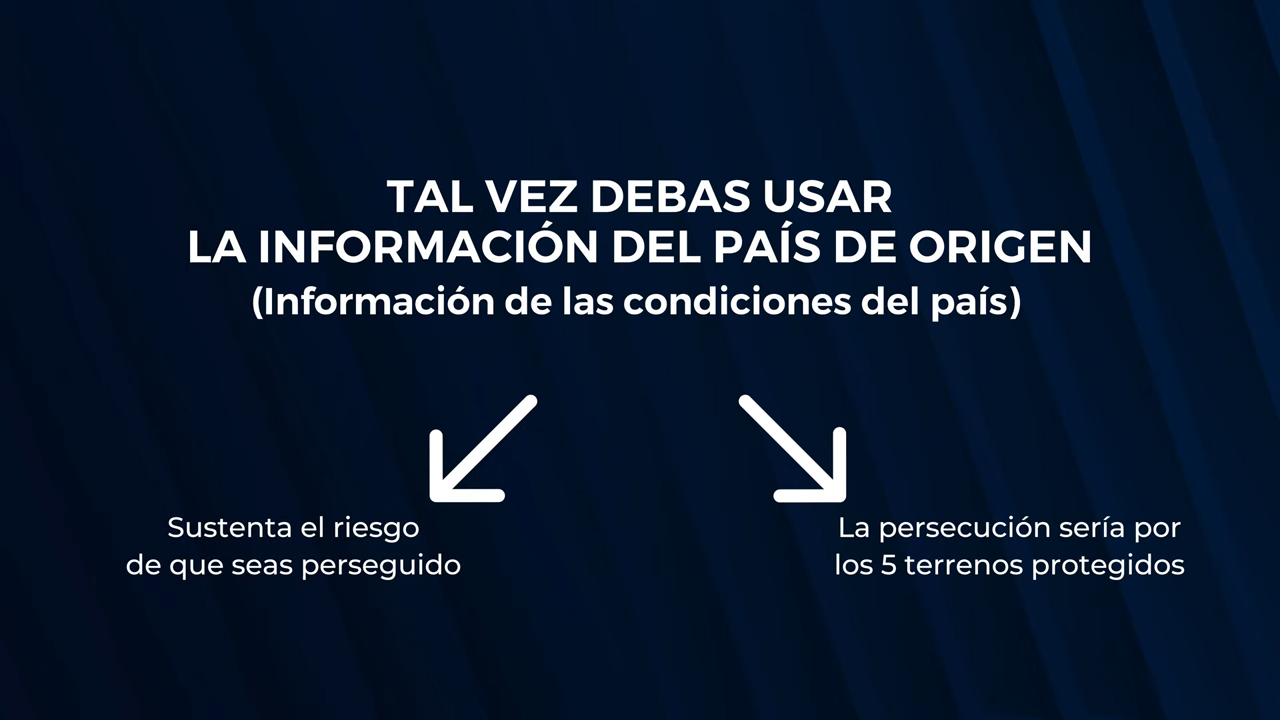 TAL VEZ DEBAS USAR
LA INFORMACIÓN DEL PAÍS DE ORIGEN
(Información de las condiciones del país)
Sustenta el riesgo
de que seas perseguido
La persecución sería por
los 5 terrenos protegidos